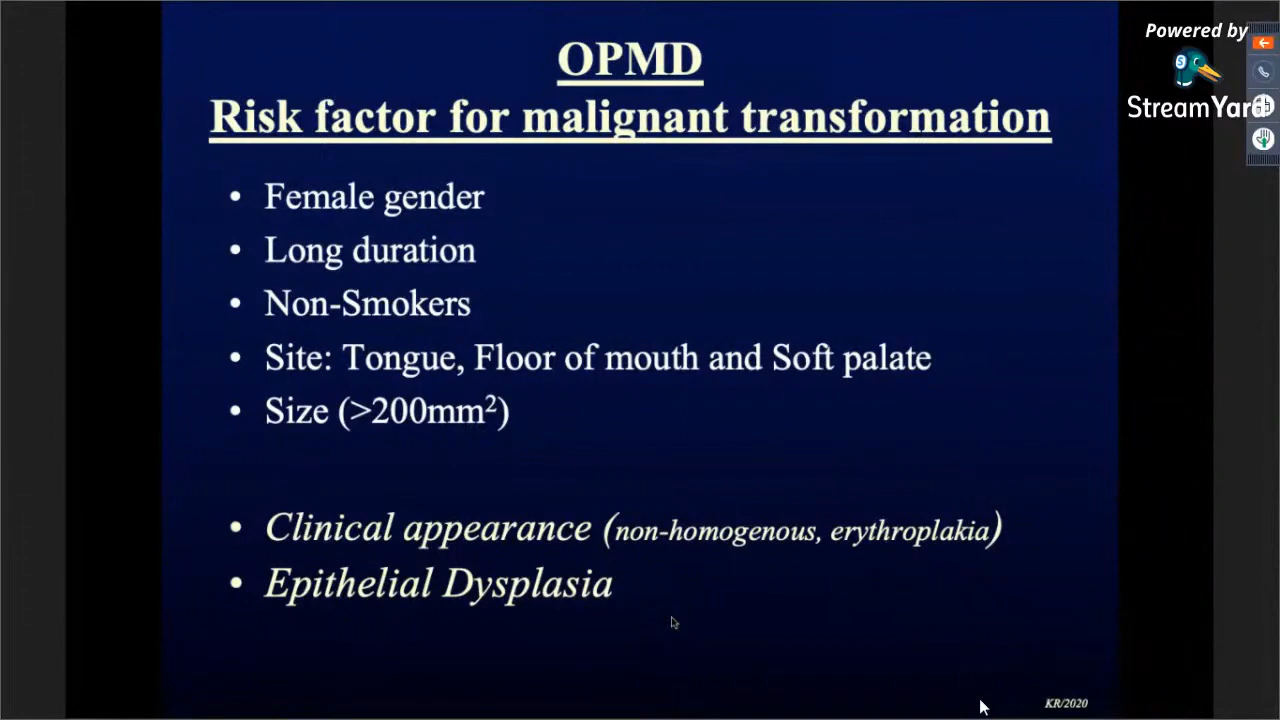 OPMD
Risk factor for malignant transformation
• Female gender
• Long duration
• Non-Smokers
• Site: Tongue, Floor of mouth and Soft palate
• Size (>200mm²)
• Clinical appearance (non-homogenous, erythroplakia)
• Epithelial Dysplasia
KR/2020
Powered by
S
StreamYard